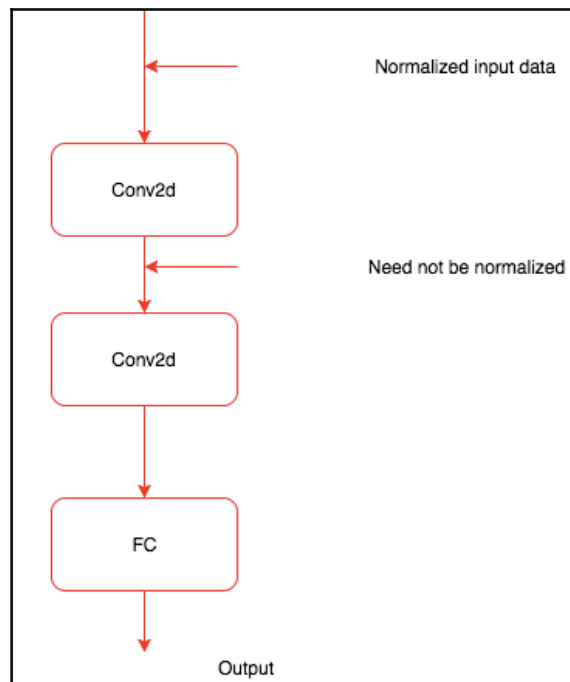 Normalized input data
Conv2d
Need not be normalized
Conv2d
FC
Output